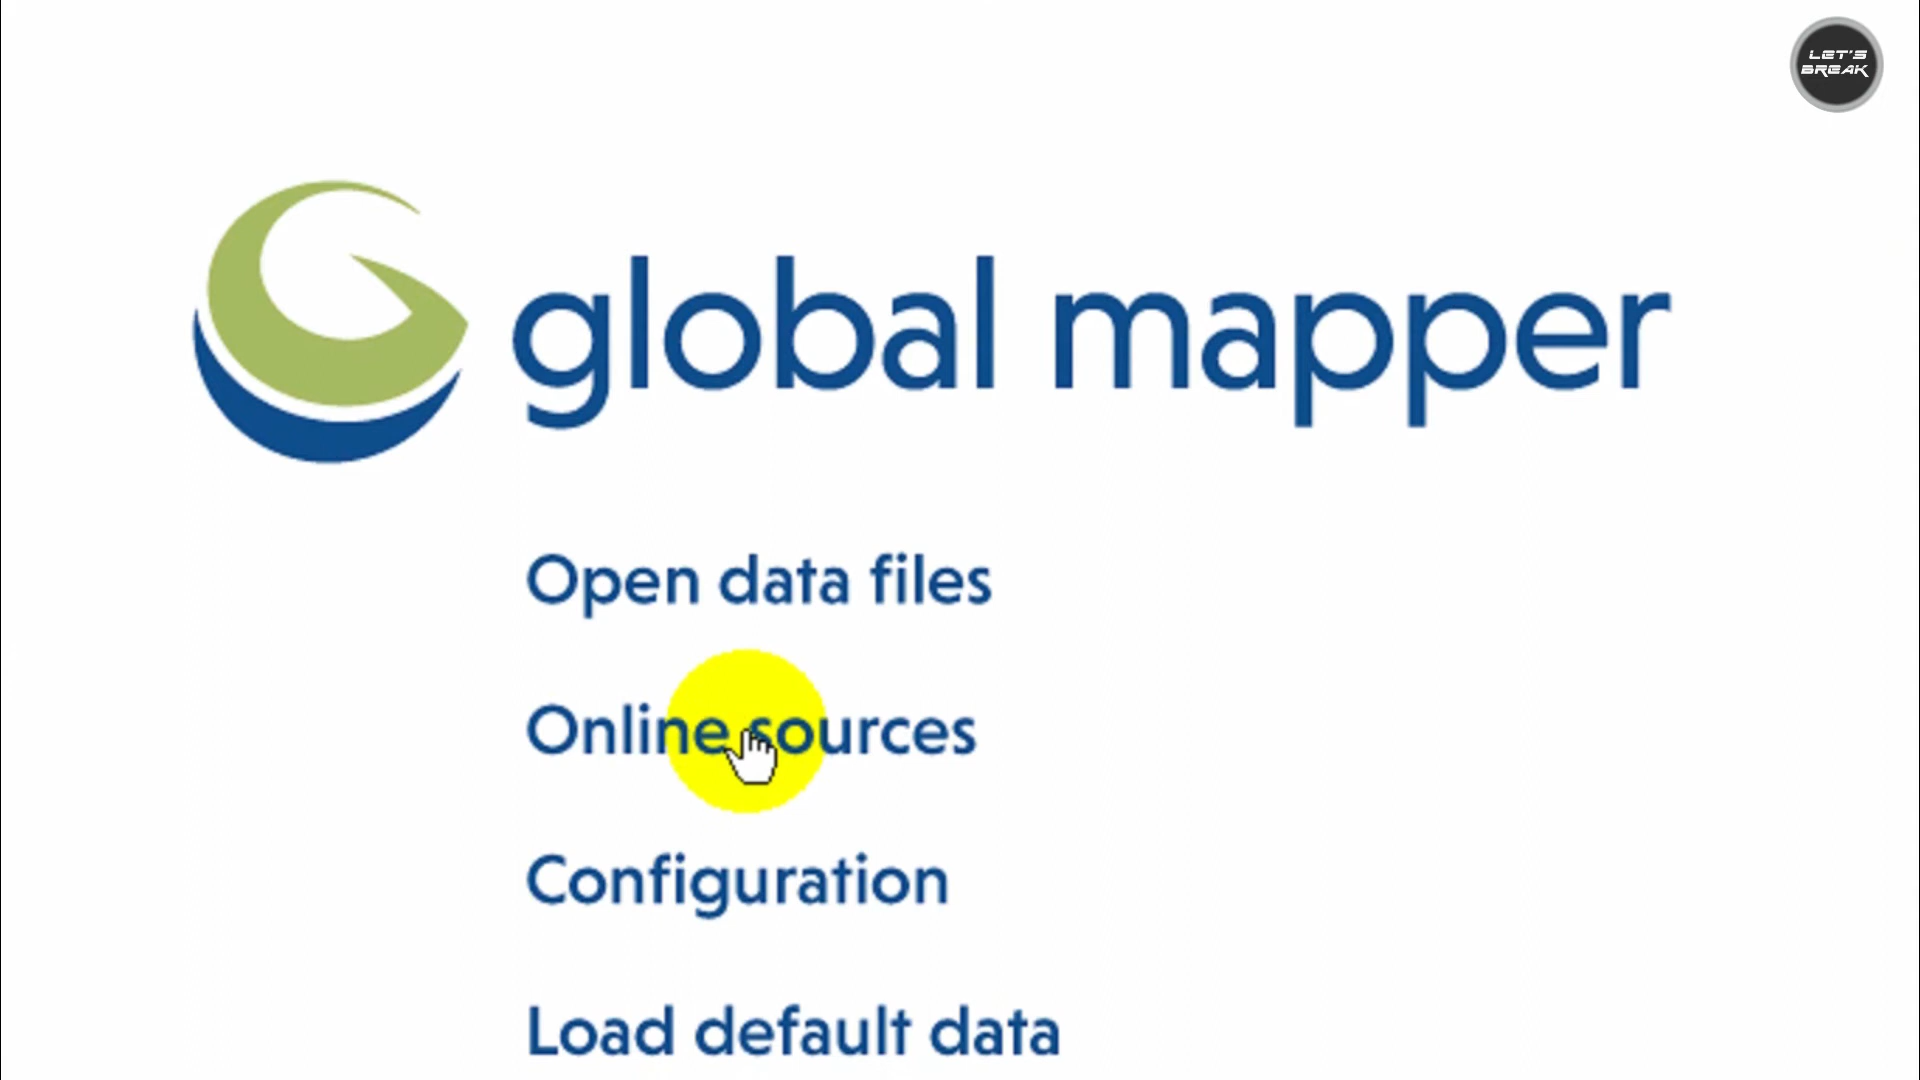 LET'S
BREAK
global mapper
Open data files
Online sources
Configuration
Load default data